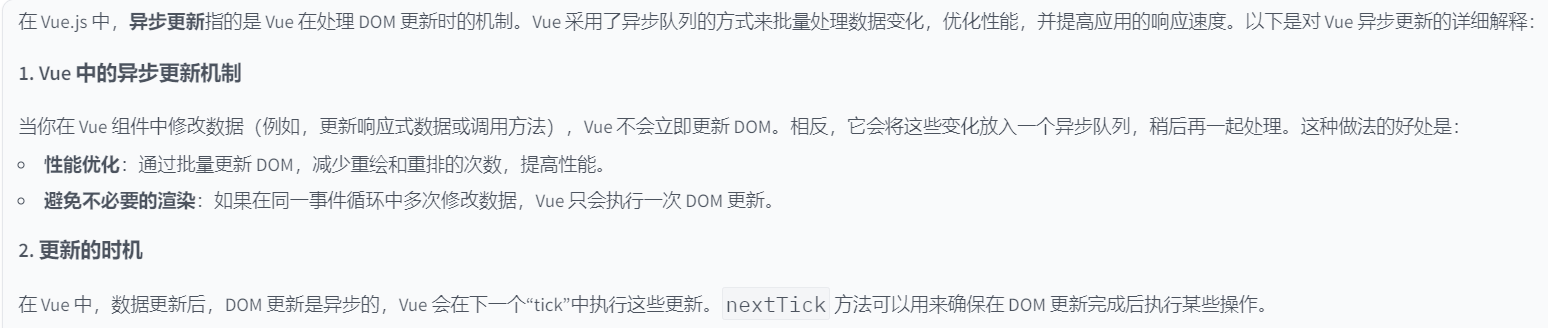 在 Vue.js 中，异步更新指的是 Vue 在处理 DOM 更新时的机制。Vue 采用了异步队列的方式来批量处理数据变化，优化性能，并提高应用的响应速度。以下是对 Vue 异步更新的详细解释：
1. Vue 中的异步更新机制
当你在 Vue 组件中修改数据（例如，更新响应式数据或调用方法），Vue 不会立即更新 DOM。相反，它会将这些变化放入一个异步队列，稍后再一起处理。这种做法的好处是：
◦ 性能优化：通过批量更新 DOM，减少重绘和重排的次数，提高性能。
◦ 避免不必要的渲染：如果在同一事件循环中多次修改数据，Vue 只会执行一次 DOM 更新。
2. 更新的时机
在 Vue 中，数据更新后，DOM 更新是异步的，Vue 会在下一个“tick”中执行这些更新。nextTick 方法可以用来确保在 DOM 更新完成后执行某些操作。